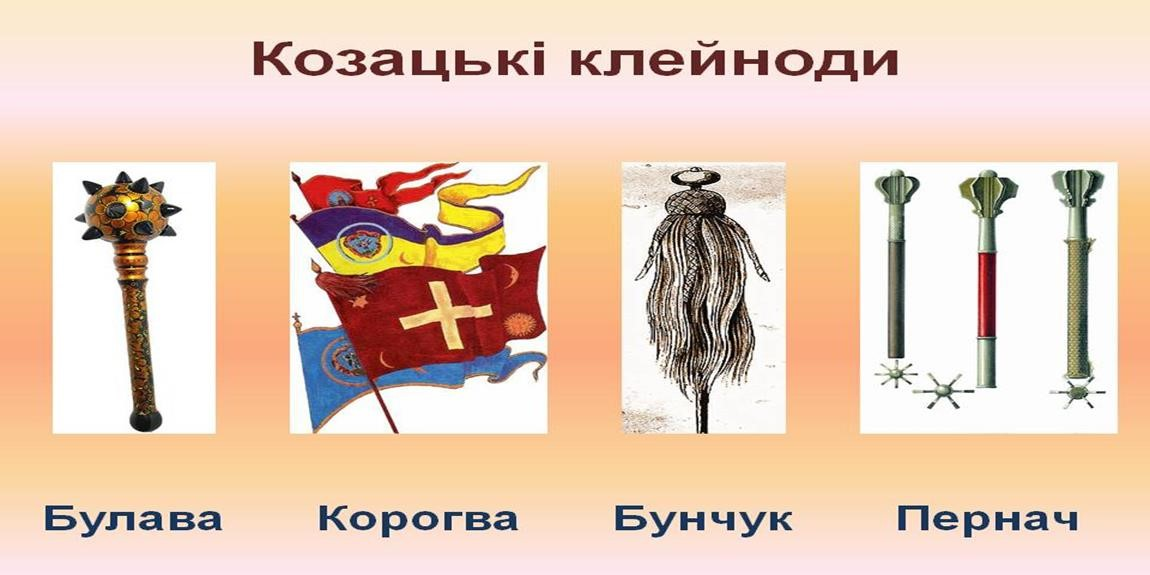 Козацькі клейноди
Булава
Корогва
Бунчук
Пернач